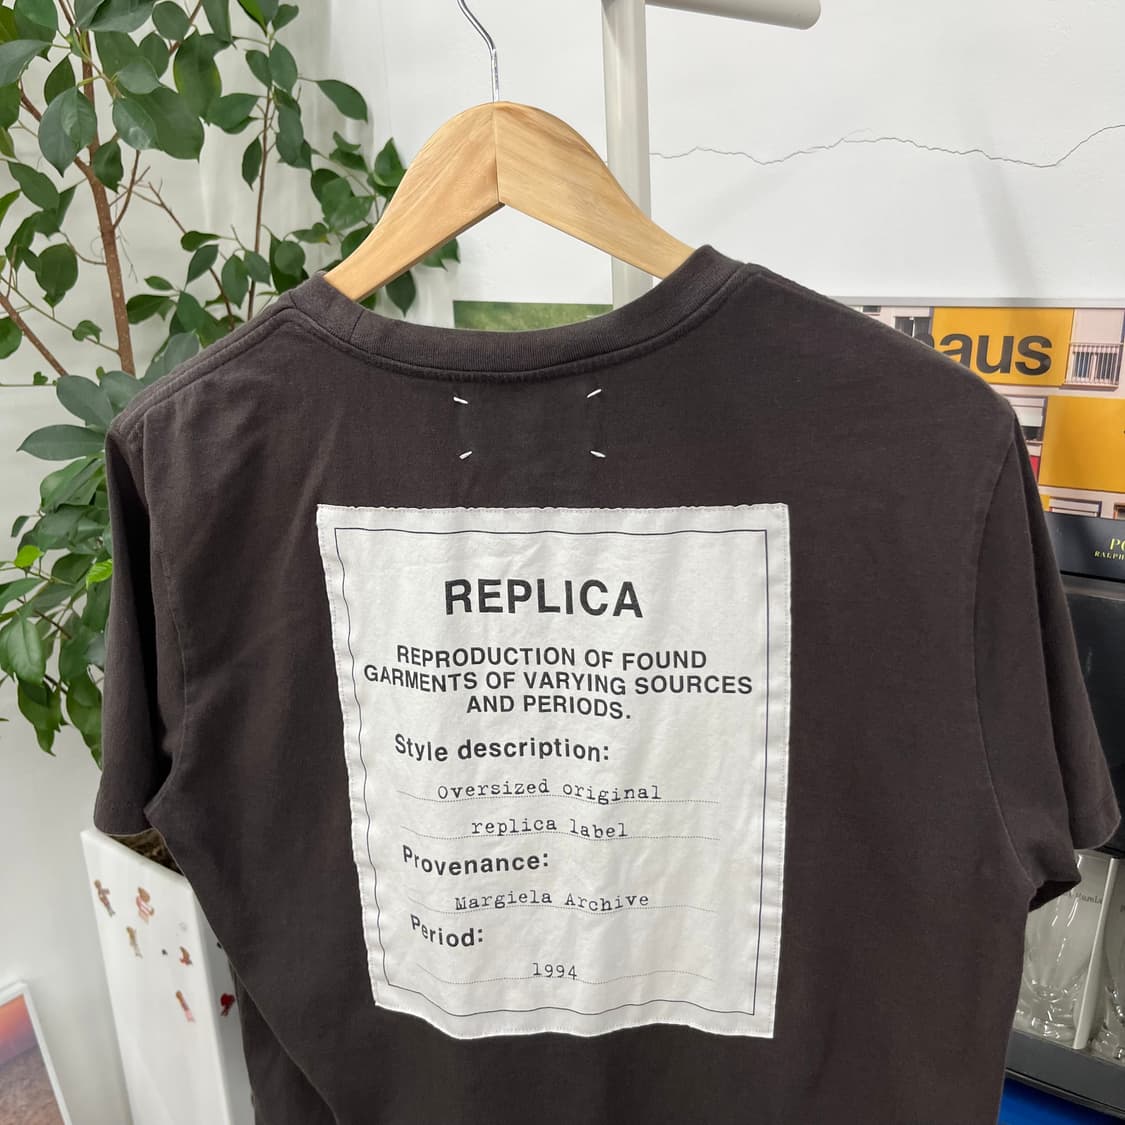 REPLICA
REPRODUCTION OF FOUND
GARMENTS OF VARYING SOURCES
AND PERIODS.
Style description:
Oversized original
replica label
Provenance:
Margiela Archive
Period:
1994
aus